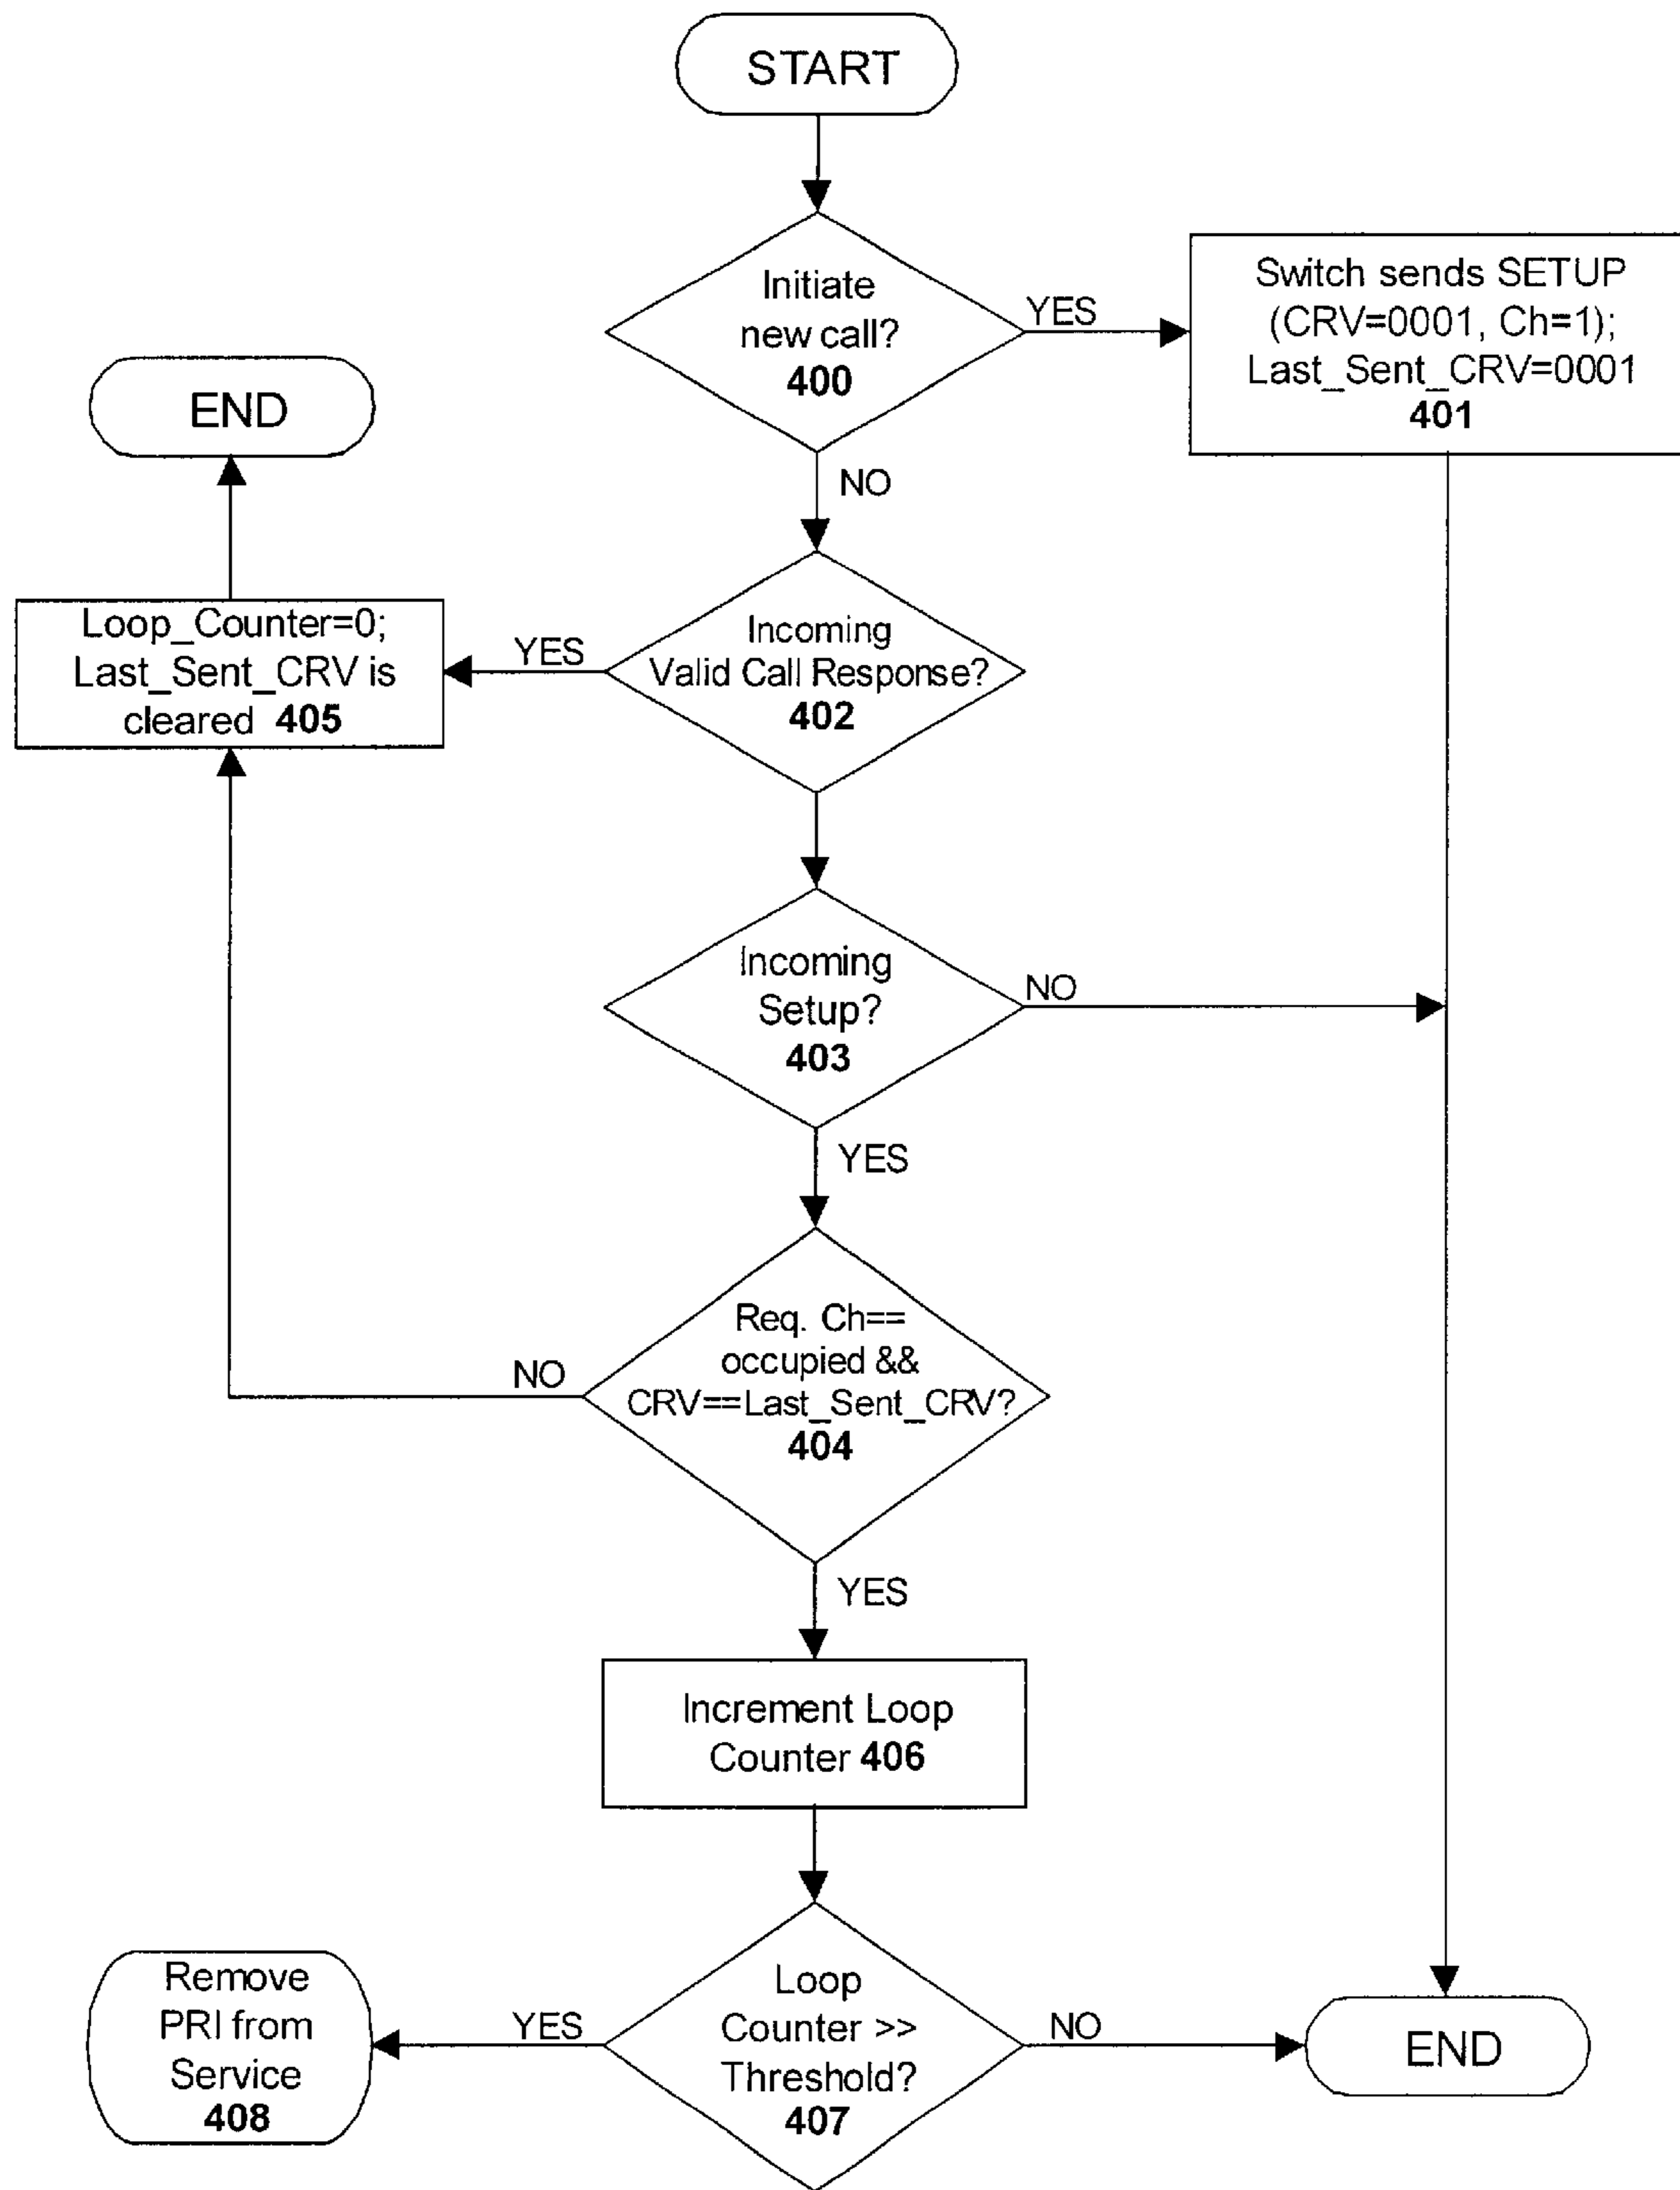 START
Initiate
new call?
400
YES
Switch sends SETUP
(CRV=0001, Ch=1);
Last_Sent_CRV=0001
401
END
NO
Loop_Counter=0;
Last_Sent_CRV is
cleared 405
YES
Incoming
Valid Call Response?
402
Incoming
Setup?
403
NO
YES
Req. Ch==
occupied &&
CRV==Last_Sent_CRV?
404
NO
YES
Increment Loop
Counter 406
Remove
PRI from
Service
408
YES
Loop
Counter >>
Threshold?
407
NO
END